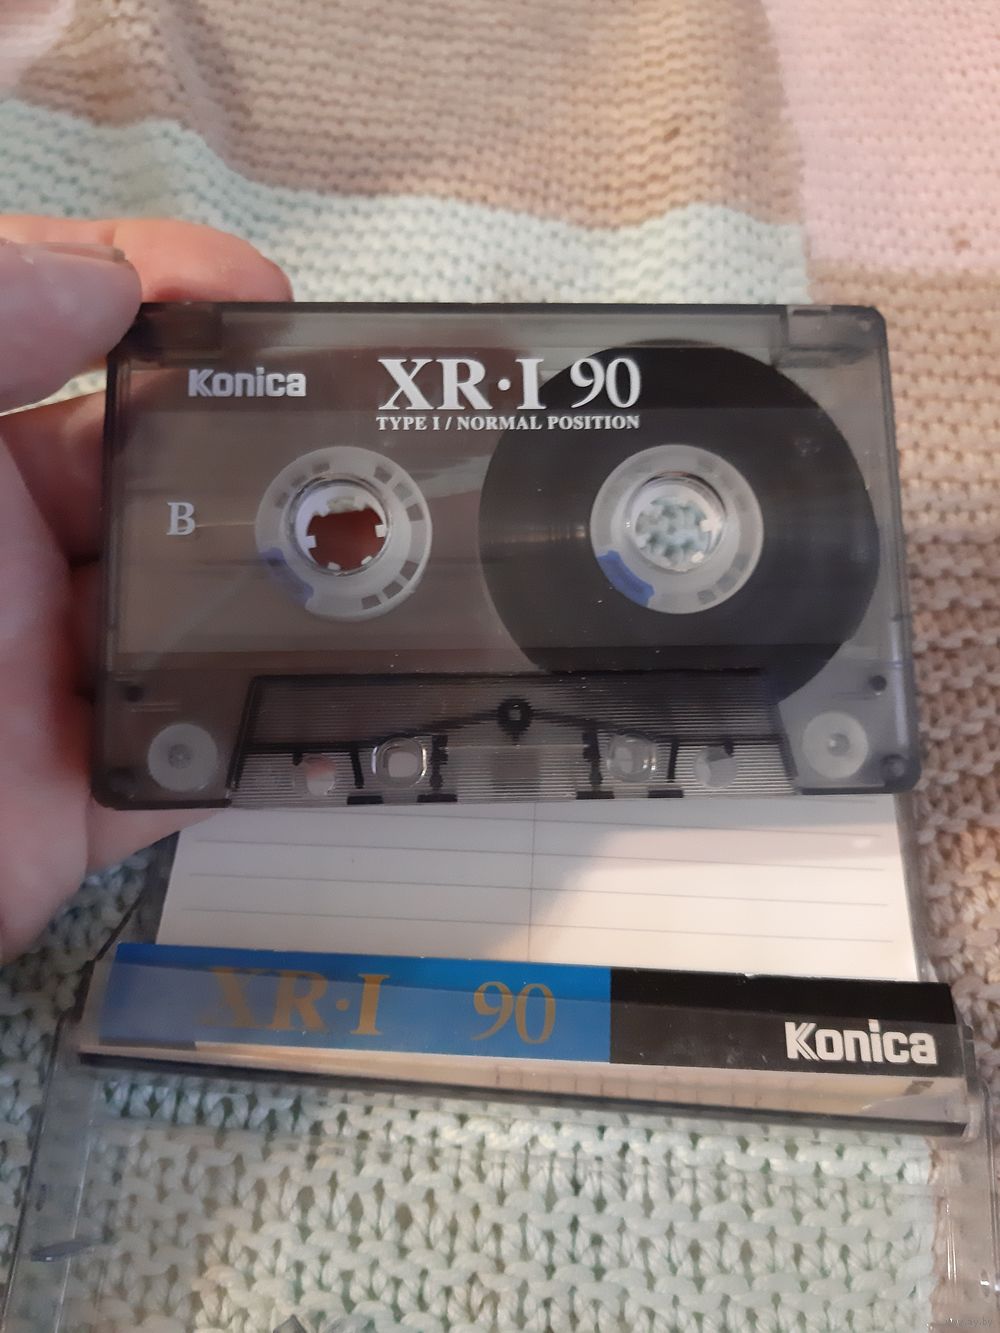 Konica
XR·I 90
TYPE I / NORMAL POSITION
B
XR·I 90
Konica